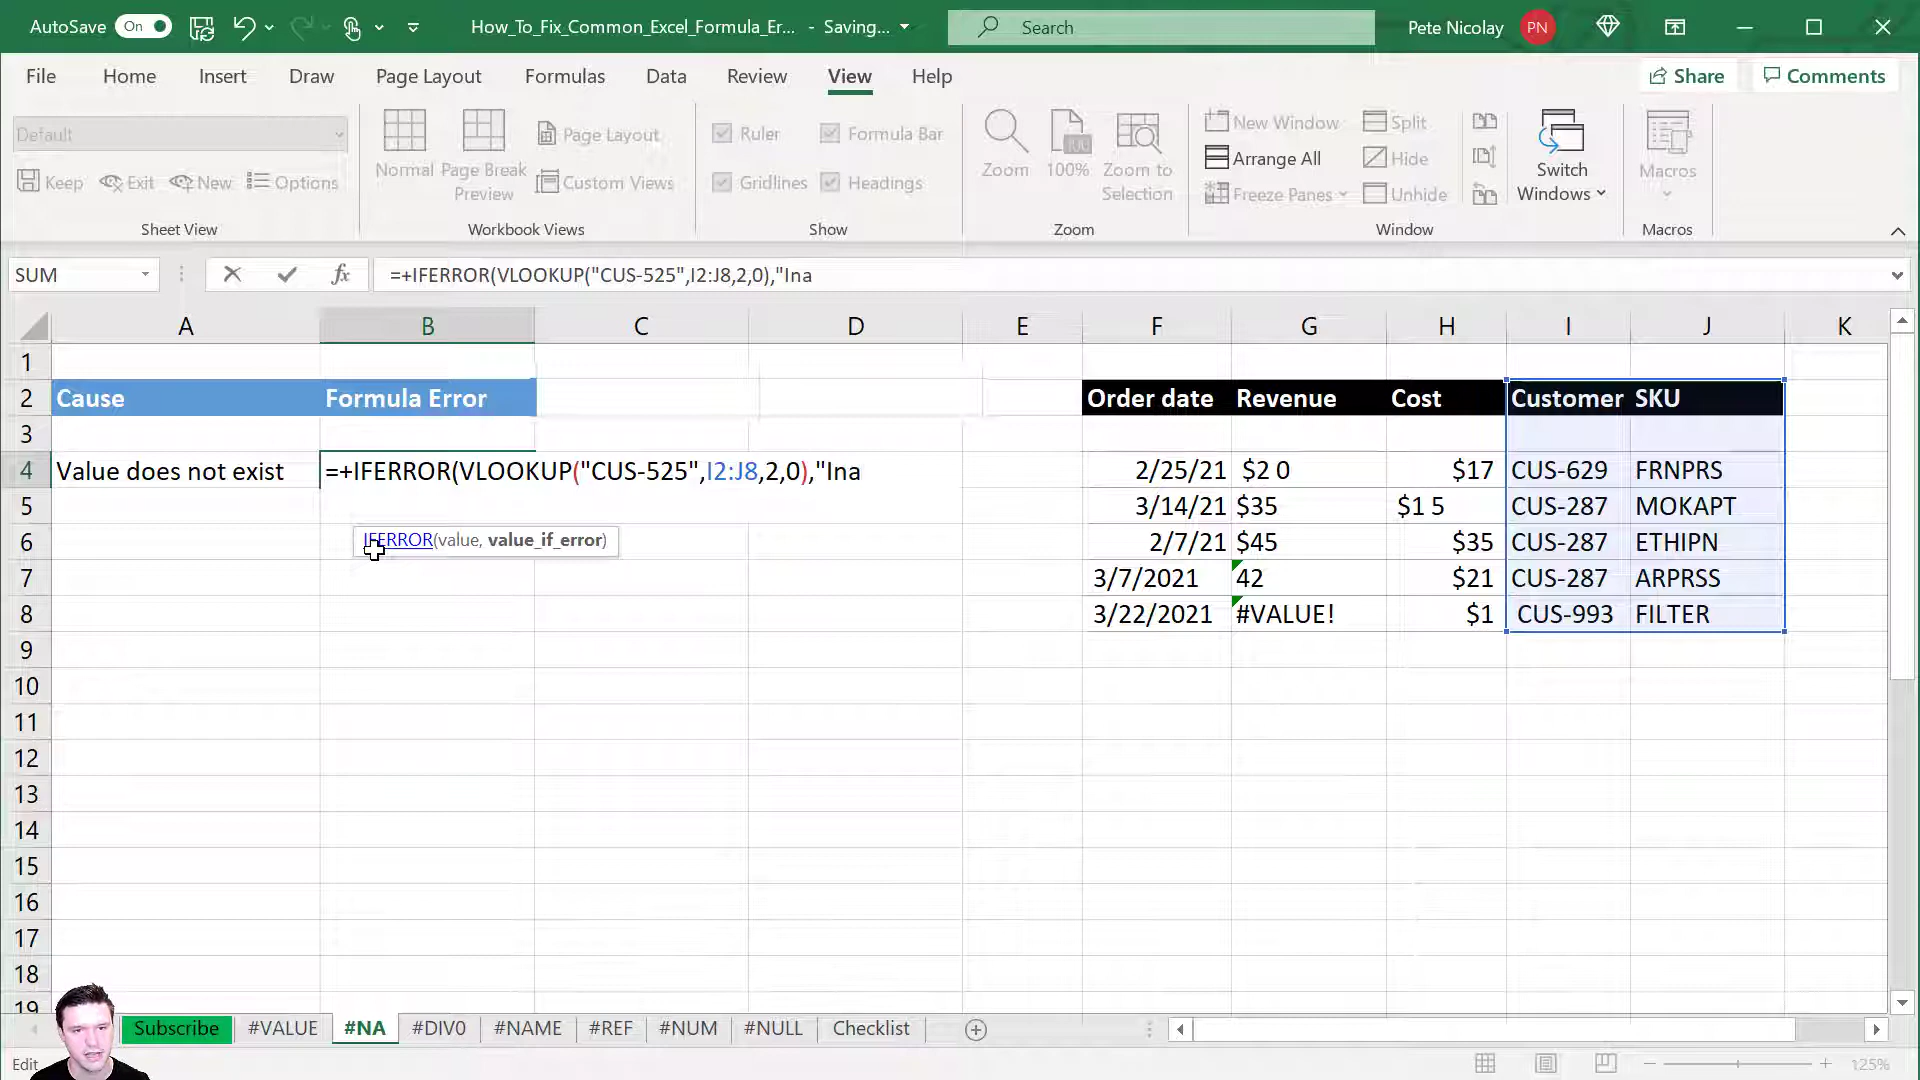 AutoSave On How_To_Fix_Common_Excel_Formula_Er... - Saving... Search Pete Nicolay PN
File Home Insert Draw Page Layout Formulas Data Review View Help Share Comments
Default
Keep Exit New Options
Sheet View
Normal
Page Break Preview
Page Layout
Custom Views
Workbook Views
Ruler Formula Bar
Gridlines Headings
Show
Zoom
100%
Zoom to Selection
Zoom
New Window Split
Arrange All Hide
Freeze Panes Unhide
Switch Windows
Window
Macros
Macros
SUM fx =+IFERROR(VLOOKUP("CUS-525",I2:J8,2,0),"Ina
A B C D E F G H I J K
1
2 Cause Formula Error Order date Revenue Cost Customer SKU
3
4 Value does not exist =+IFERROR(VLOOKUP("CUS-525",I2:J8,2,0),"Ina 2/25/21 $2 0 $17 CUS-629 FRNPRS
5 3/14/21 $35 $1 5 CUS-287 MOKAPT
6 IFERROR(value, value_if_error) 2/7/21 $45 $35 CUS-287 ETHIPN
7 3/7/2021 42 $21 CUS-287 ARPRSS
8 3/22/2021 #VALUE! $1 CUS-993 FILTER
9
10
11
12
13
14
15
16
17
18
19
Subscribe #VALUE #NA #DIV0 #NAME #REF #NUM #NULL Checklist
Edit 125%